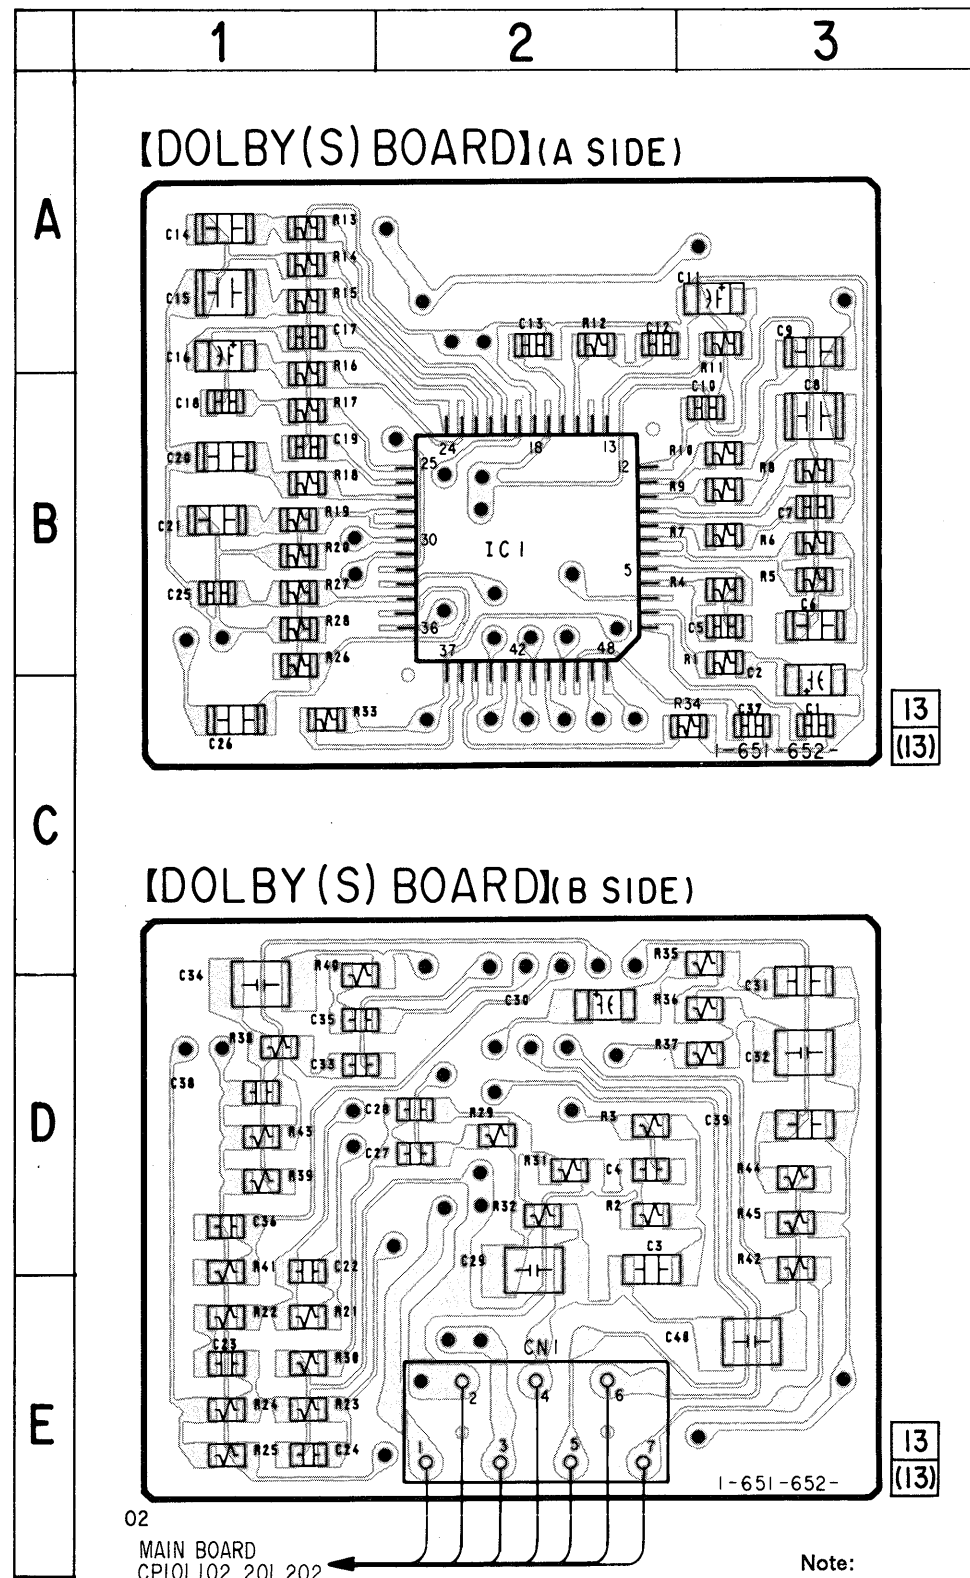 1 2 3
A
【DOLBY(S) BOARD】(A SIDE)
C14 R13
R14
C15 R15 C11
C17 C13 R12 C12 C9
C16 R16 R11
C10 C8
C18 R17
24 18 13
C19 R10
C20 25 12 R8
R18 R9
B
C21 R19 C7
R20 30 IC1 R7 R6
5
C25 R27 R4 R5
C6
R28 36 1 C5
37 42 48
R26 R1 C2
C26 R33 R34 C37 C1
1-651-652-
13
(13)
C
【DOLBY(S) BOARD】(B SIDE)
C34 R40 R35 C31
C35 C30 R36
R38 C33 R37 C32
C38
D
C28 R29 R3 C39
R43 C27
R39 R31 C4 R44
C36 R32 R2 R45
R41 C22 C29 C3 R42
R22 R21
C23 CN1 C40
R30
2 4 6
R24 R23
E
R25 C24 1 3 5 7
1-651-652-
13
(13)
02
MAIN BOARD
CP101,102,201,202
Note: